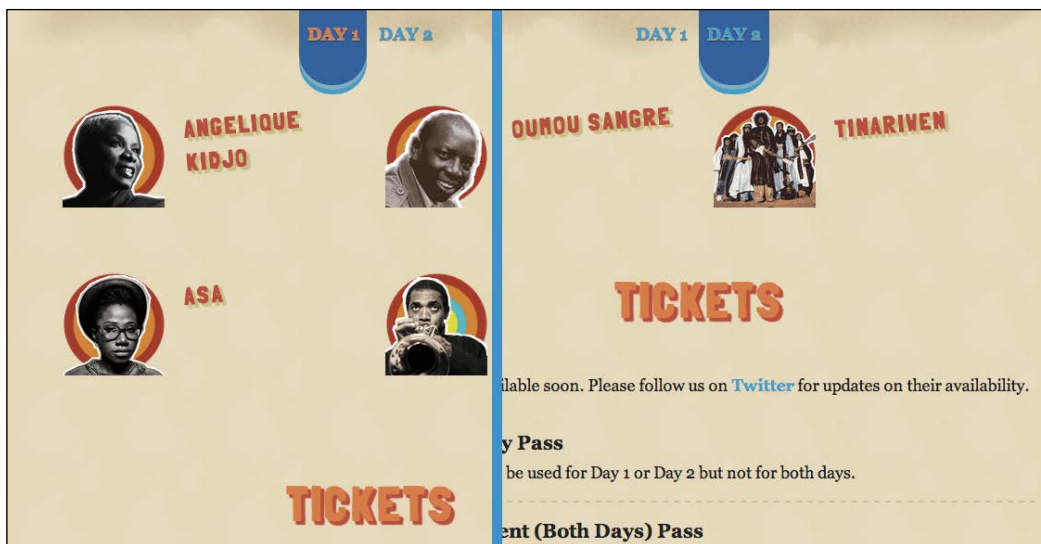 DAY 1 DAY 2
ANGELIQUE
KIDJO
ASA
TICKETS
DAY 1 DAY 2
OUMOU SANGRE
TINARIWEN
TICKETS
ilable soon. Please follow us on Twitter for updates on their availability.
y Pass
be used for Day 1 or Day 2 but not for both days.
ent (Both Days) Pass